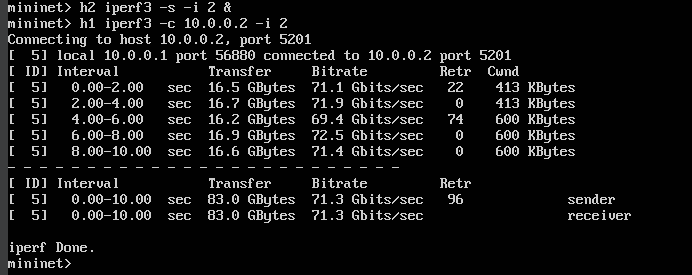 mininet> h2 iperf3 -s -i 2 &
mininet> h1 iperf3 -c 10.0.0.2 -i 2
Connecting to host 10.0.0.2, port 5201
[  5] local 10.0.0.1 port 56880 connected to 10.0.0.2 port 5201
[ ID] Interval           Transfer     Bitrate         Retr  Cwnd
[  5]   0.00-2.00   sec  16.5 GBytes  71.1 Gbits/sec   22    413 KBytes
[  5]   2.00-4.00   sec  16.7 GBytes  71.9 Gbits/sec    0    413 KBytes
[  5]   4.00-6.00   sec  16.2 GBytes  69.4 Gbits/sec   74    600 KBytes
[  5]   6.00-8.00   sec  16.9 GBytes  72.5 Gbits/sec    0    600 KBytes
[  5]   8.00-10.00  sec  16.6 GBytes  71.4 Gbits/sec    0    600 KBytes
- - - - - - - - - - - - - - - - - - - - - - - - -
[ ID] Interval           Transfer     Bitrate         Retr
[  5]   0.00-10.00  sec  83.0 GBytes  71.3 Gbits/sec   96             sender
[  5]   0.00-10.00  sec  83.0 GBytes  71.3 Gbits/sec                  receiver
iperf Done.
mininet>